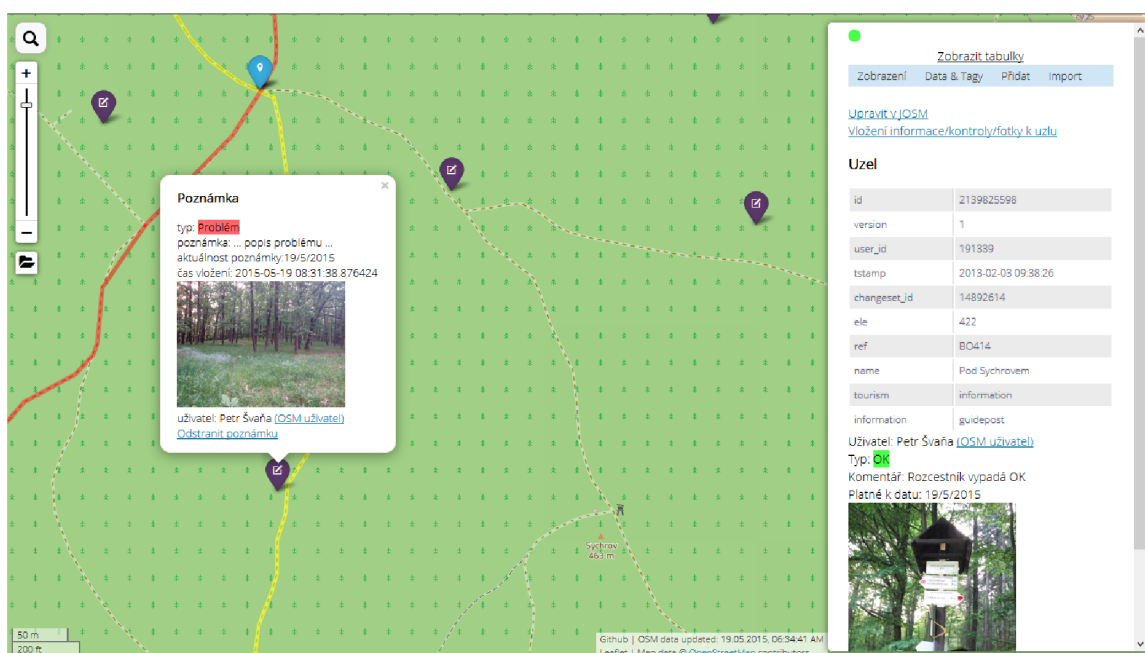 Poznámka
×
typ: Problém
poznámka: ... popis problému ...
aktuálnost poznámky:19/5/2015
čas vložení: 2015-05-19 08:31:38.876424
uživatel: Petr Švaňa (OSM uživatel)
Odstranit poznámku
+
−
Sychrov
463 m
50 m
200 ft
Github | OSM data updated: 19.05.2015, 06:34:41 AM
Leaflet | Map data © OpenStreetMap contributors
Zobrazit tabulky
Zobrazení Data & Tagy Přidat Import
Upravit v JOSM
Vložení informace/kontroly/fotky k uzlu
Uzel
id 2139825598
version 1
user_id 191339
tstamp 2013-02-03 09:38:26
changeset_id 14892614
ele 422
ref BO414
name Pod Sychrovem
tourism information
information guidepost
Uživatel: Petr Švaňa (OSM uživatel)
Typ: OK
Komentář: Rozcestník vypadá OK
Platné k datu: 19/5/2015